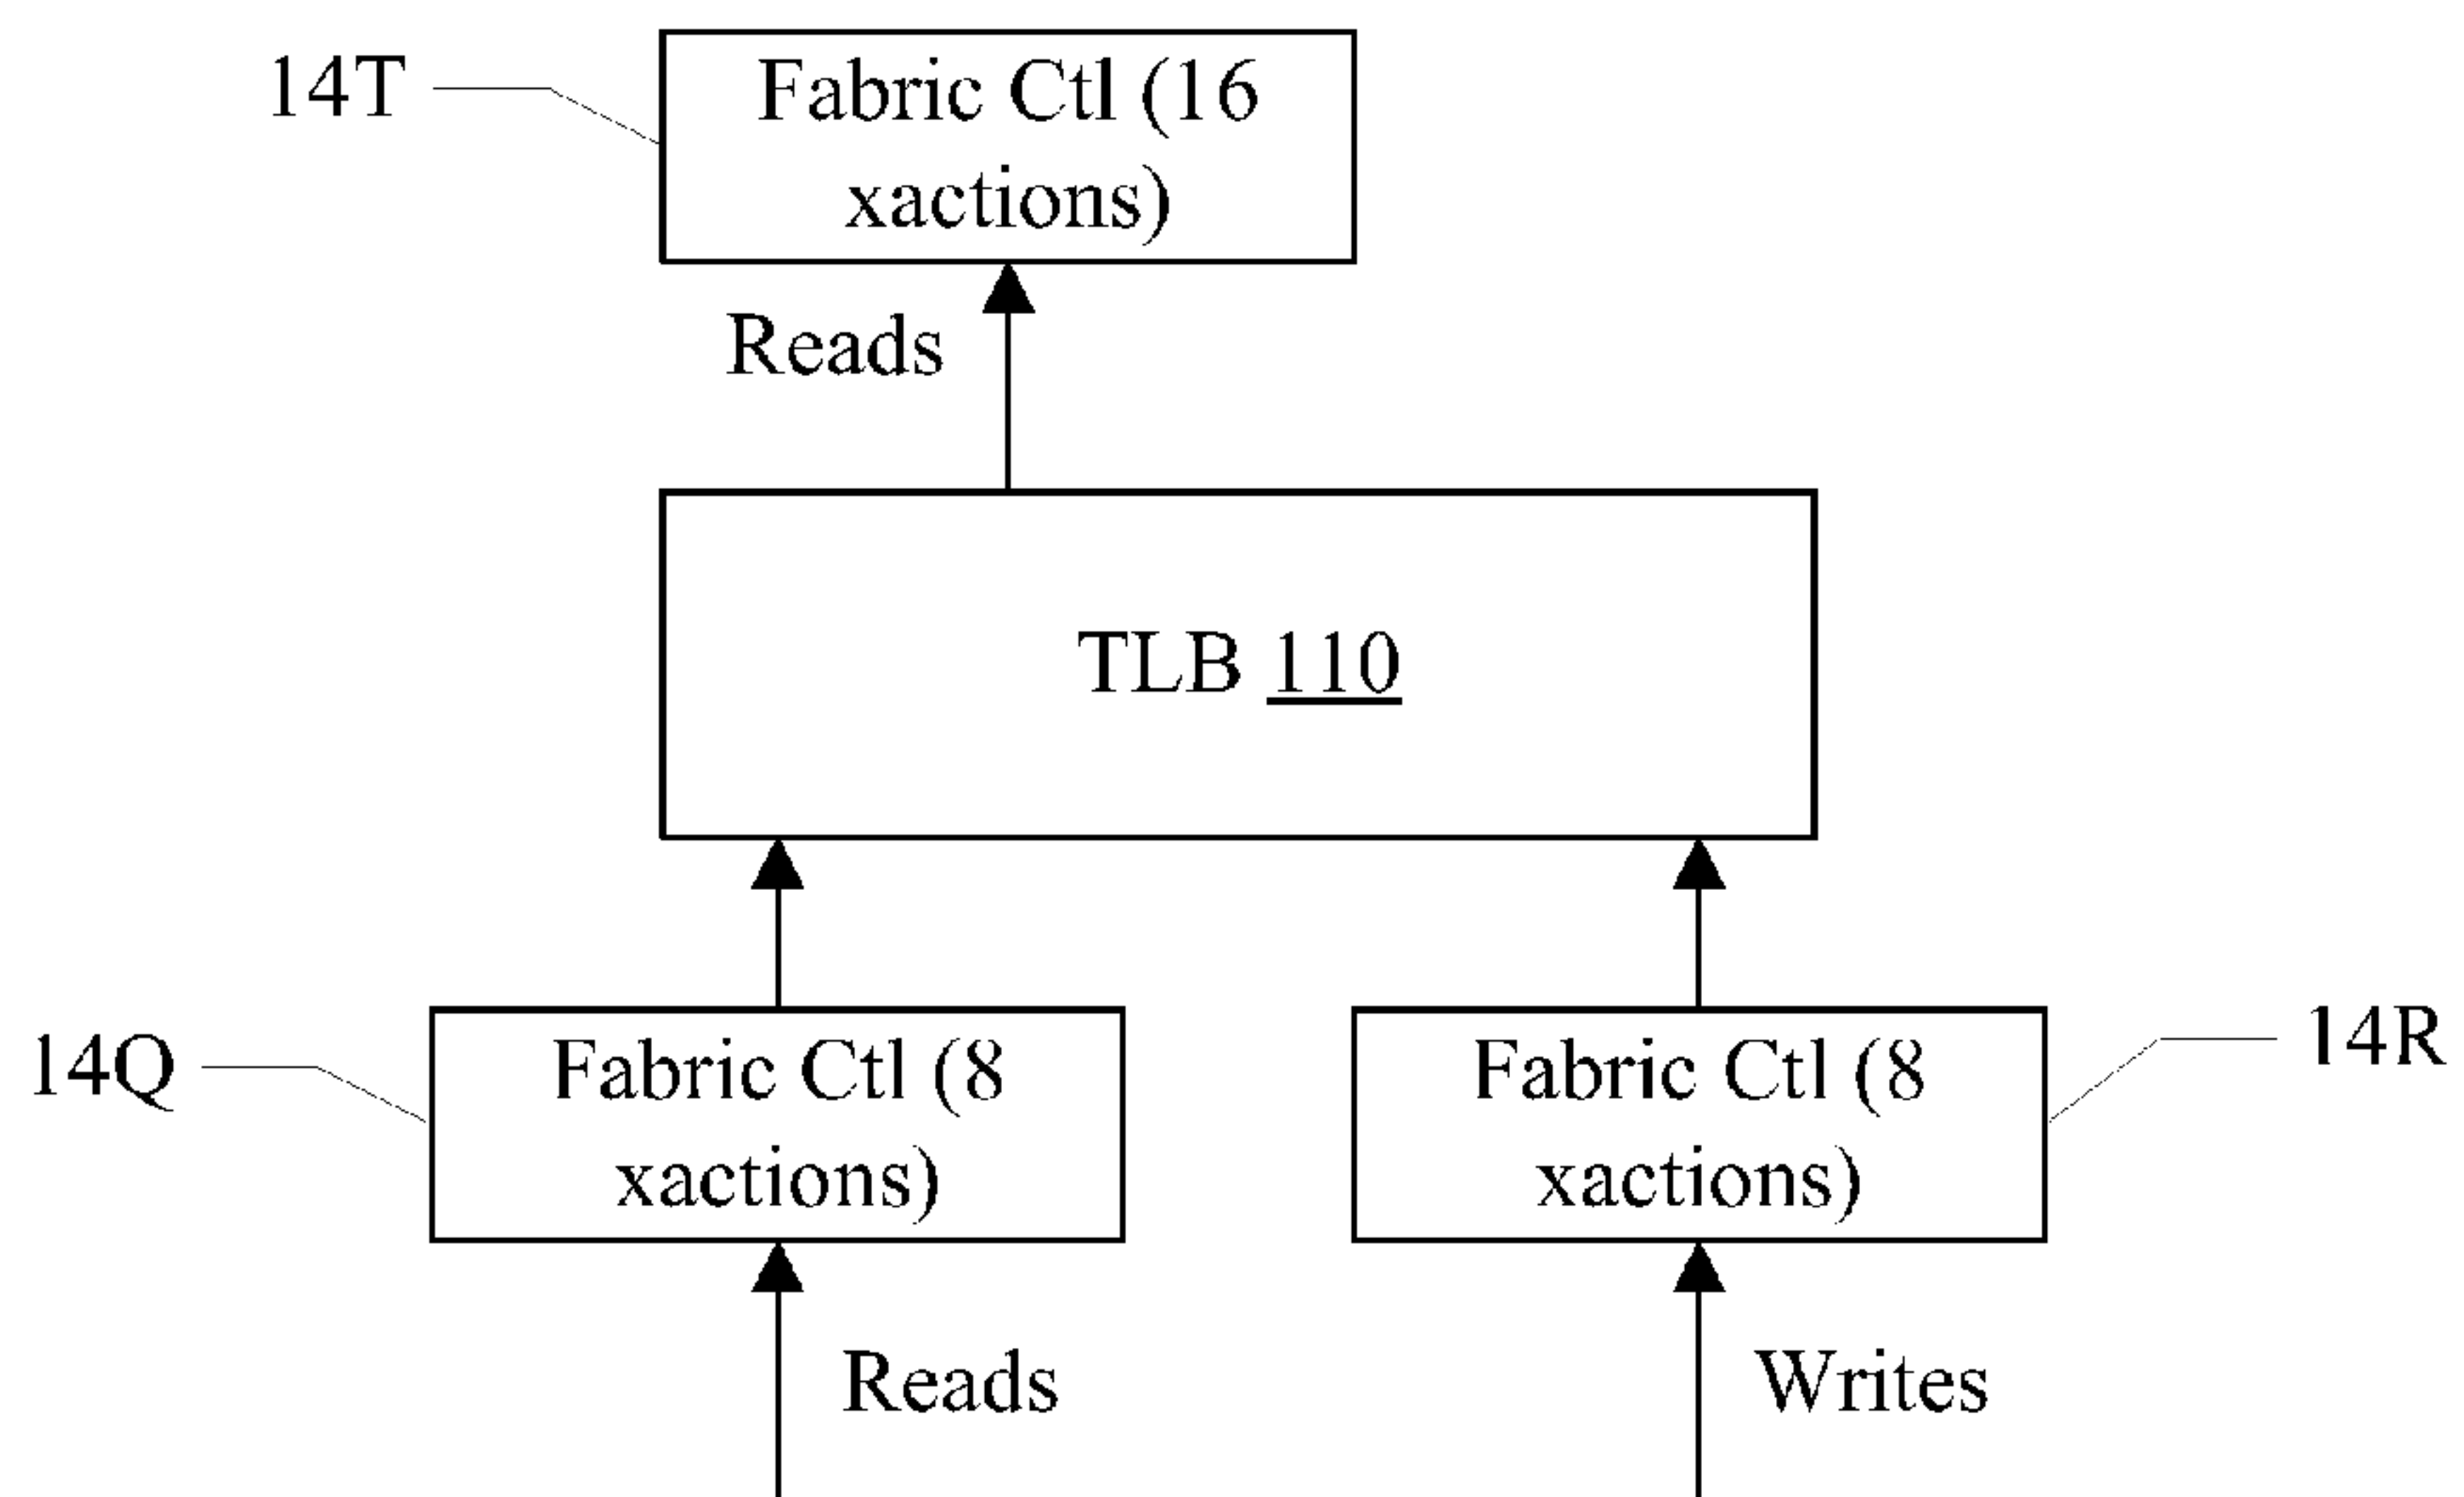 14T
Fabric Ctl (16
xactions)
Reads
TLB 110
14Q
Fabric Ctl (8
xactions)
Fabric Ctl (8
xactions)
14R
Reads
Writes